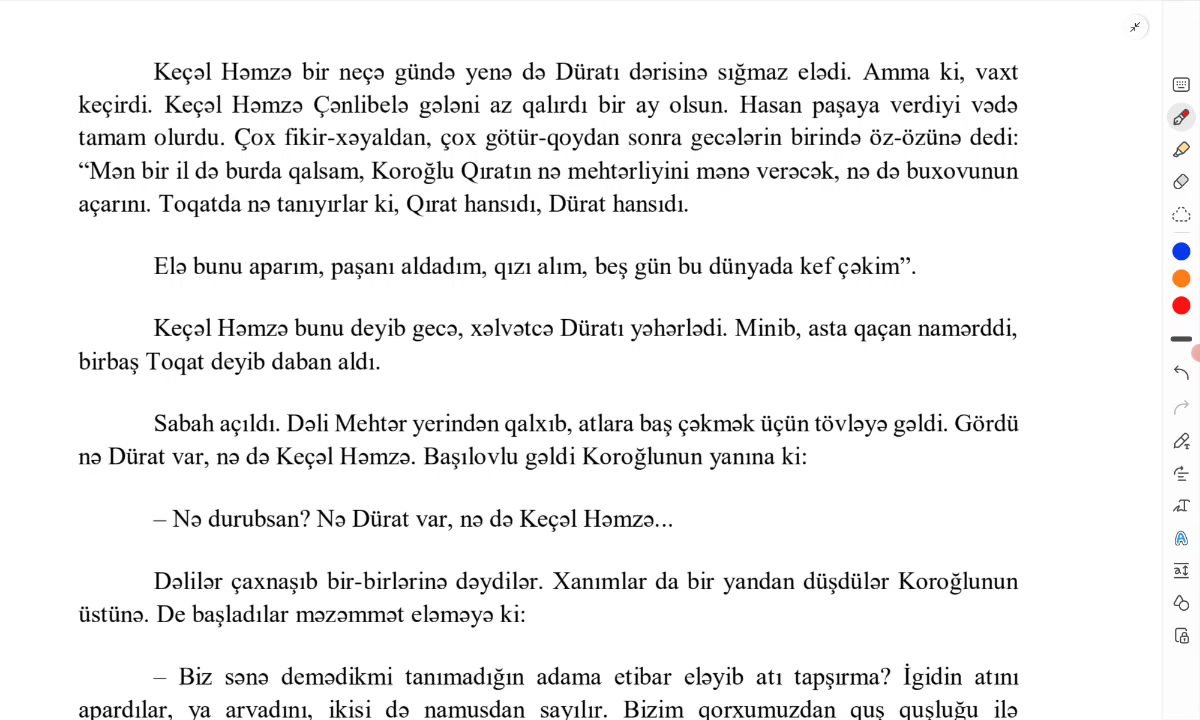 Keçəl Həmzə bir neçə gündə yenə də Düratı dərisinə sığmaz elədi. Amma ki, vaxt
keçirdi. Keçəl Həmzə Çənlibelə gələni az qalırdı bir ay olsun. Hasan paşaya verdiyi vədə
tamam olurdu. Çox fikir-xəyaldan, çox götür-qoydan sonra gecələrin birində öz-özünə dedi:
“Mən bir il də burda qalsam, Koroğlu Qıratın nə mehtərliyini mənə verəcək, nə də buxovunun
açarını. Toqatda nə tanıyırlar ki, Qırat hansıdı, Dürat hansıdı.
Elə bunu aparım, paşanı aldadım, qızı alım, beş gün bu dünyada kef çəkim”.
Keçəl Həmzə bunu deyib gecə, xəlvətcə Düratı yəhərlədi. Minib, asta qaçan namərddi,
birbaş Toqat deyib daban aldı.
Sabah açıldı. Dəli Mehtər yerindən qalxıb, atlara baş çəkmək üçün tövləyə gəldi. Gördü
nə Dürat var, nə də Keçəl Həmzə. Başılovlu gəldi Koroğlunun yanına ki:
– Nə durubsan? Nə Dürat var, nə də Keçəl Həmzə...
Dəlilər çaxnaşıb bir-birlərinə dəydilər. Xanımlar da bir yandan düşdülər Koroğlunun
üstünə. De başladılar məzəmmət eləməyə ki:
– Biz sənə demədikmi tanımadığın adama etibar eləyib atı tapşırma? İgidin atını
apardılar, ya arvadını, ikisi də namusdan sayılır. Bizim qorxumuzdan quş quşluğu ilə